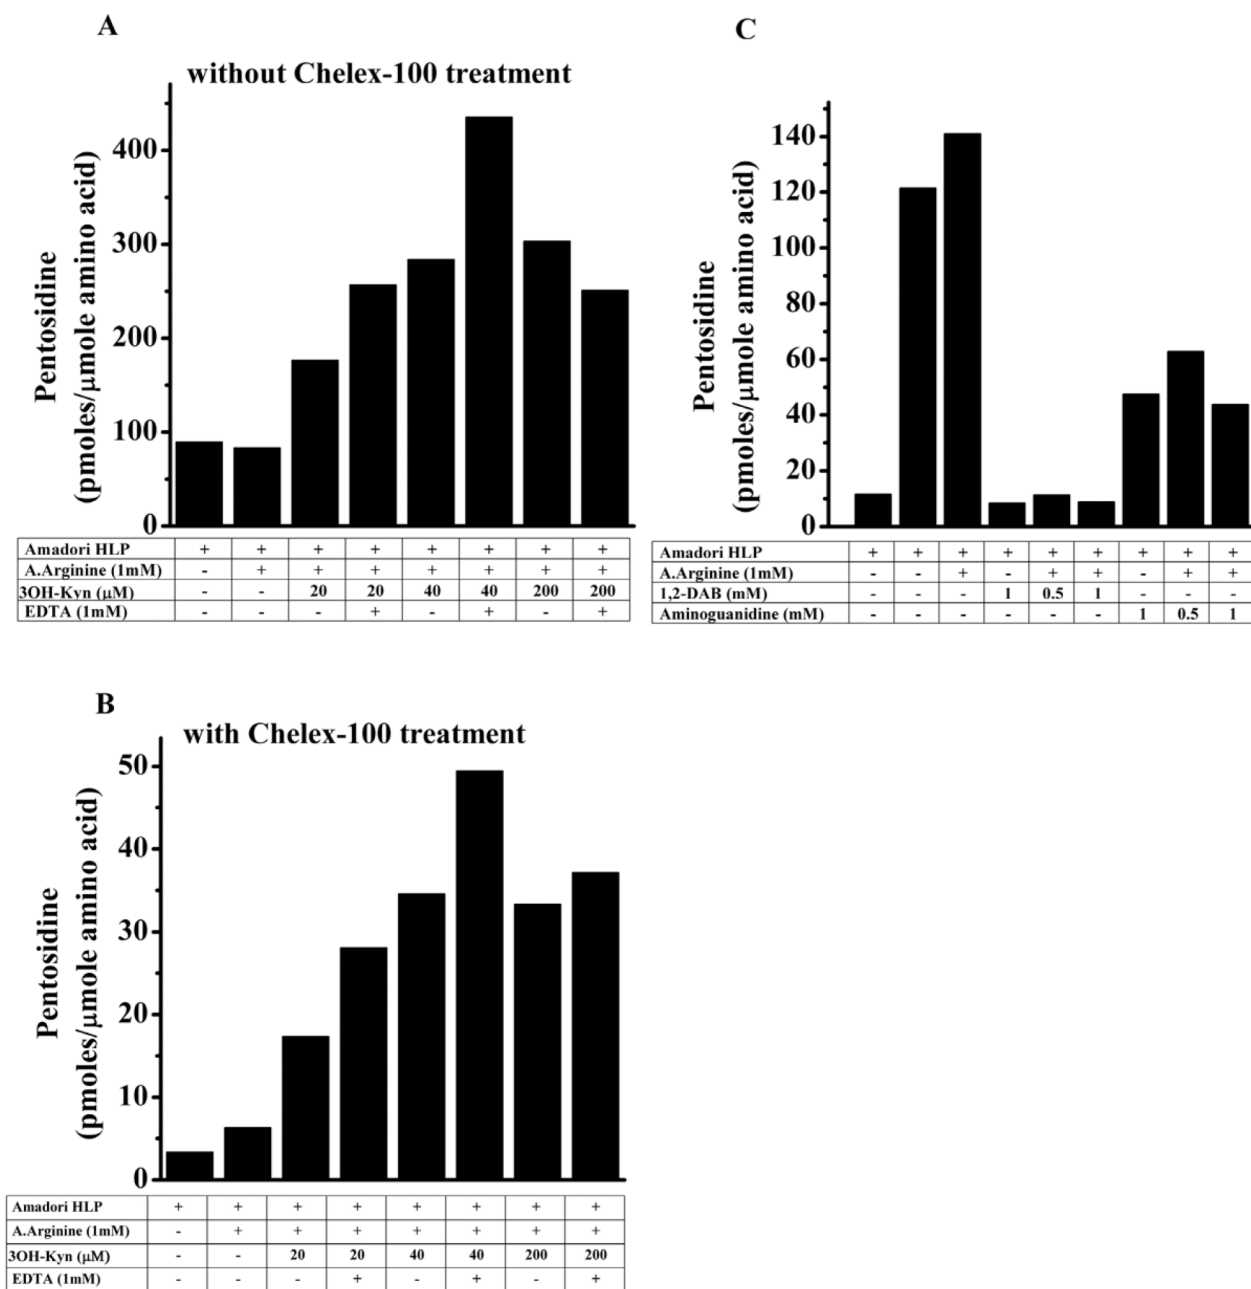 A
without Chelex-100 treatment
Pentosidine
(pmoles/μmole amino acid)
400
300
200
100
0
Amadori HLP + + + + + + + +
A.Arginine (1mM) - + + + + + + +
3OH-Kyn (μM) - - 20 20 40 40 200 200
EDTA (1mM) - - - + - + - +
C
Pentosidine
(pmoles/μmole amino acid)
140
120
100
80
60
40
20
0
Amadori HLP + + + + + + + + +
A.Arginine (1mM) - - + - + + - + +
1,2-DAB (mM) - - - 1 0.5 1 - - -
Aminoguanidine (mM) - - - - - - 1 0.5 1
B
with Chelex-100 treatment
Pentosidine
(pmoles/μmole amino acid)
50
40
30
20
10
0
Amadori HLP + + + + + + + +
A.Arginine (1mM) - + + + + + + +
3OH-Kyn (μM) - - 20 20 40 40 200 200
EDTA (1mM) - - - + - + - +